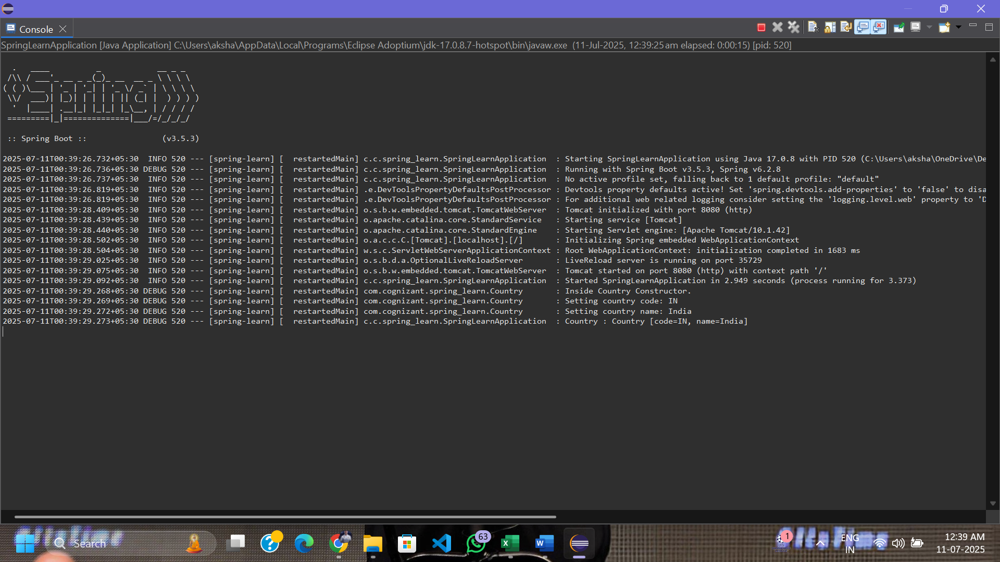 Console
SpringLearnApplication [Java Application] C:\Users\aksha\AppData\Local\Programs\Eclipse Adoptium\jdk-17.0.8.7-hotspot\bin\javaw.exe (11-Jul-2025, 12:39:25 am elapsed: 0:00:15) [pid: 520]
  .   ____          _            __ _ _
 /\\ / ___'_ __ _ _(_)_ __  __ _ \ \ \ \
( ( )\___ | '_ | '_| | '_ \/ _` | \ \ \ \
 \\/  ___)| |_)| | | | | || (_| |  ) ) ) )
  '  |____| .__|_| |_|_| |_\__, | / / / /
 =========|_|==============|___/=/_/_/_/
 :: Spring Boot ::                (v3.5.3)
2025-07-11T00:39:26.732+05:30  INFO 520 --- [spring-learn] [  restartedMain] c.c.spring_learn.SpringLearnApplication  : Starting SpringLearnApplication using Java 17.0.8 with PID 520 (C:\Users\aksha\OneDrive\De
2025-07-11T00:39:26.736+05:30 DEBUG 520 --- [spring-learn] [  restartedMain] c.c.spring_learn.SpringLearnApplication  : Running with Spring Boot v3.5.3, Spring v6.2.8
2025-07-11T00:39:26.737+05:30  INFO 520 --- [spring-learn] [  restartedMain] c.c.spring_learn.SpringLearnApplication  : No active profile set, falling back to 1 default profile: "default"
2025-07-11T00:39:26.819+05:30  INFO 520 --- [spring-learn] [  restartedMain] .e.DevToolsPropertyDefaultsPostProcessor : Devtools property defaults active! Set 'spring.devtools.add-properties' to 'false' to disa
2025-07-11T00:39:26.819+05:30  INFO 520 --- [spring-learn] [  restartedMain] .e.DevToolsPropertyDefaultsPostProcessor : For additional web related logging consider setting the 'logging.level.web' property to 'D
2025-07-11T00:39:28.409+05:30  INFO 520 --- [spring-learn] [  restartedMain] o.s.b.w.embedded.tomcat.TomcatWebServer  : Tomcat initialized with port 8080 (http)
2025-07-11T00:39:28.439+05:30  INFO 520 --- [spring-learn] [  restartedMain] o.apache.catalina.core.StandardService   : Starting service [Tomcat]
2025-07-11T00:39:28.440+05:30  INFO 520 --- [spring-learn] [  restartedMain] o.apache.catalina.core.StandardEngine    : Starting Servlet engine: [Apache Tomcat/10.1.42]
2025-07-11T00:39:28.502+05:30  INFO 520 --- [spring-learn] [  restartedMain] o.a.c.c.C.[Tomcat].[localhost].[/]       : Initializing Spring embedded WebApplicationContext
2025-07-11T00:39:28.504+05:30  INFO 520 --- [spring-learn] [  restartedMain] w.s.c.ServletWebServerApplicationContext : Root WebApplicationContext: initialization completed in 1683 ms
2025-07-11T00:39:29.025+05:30  INFO 520 --- [spring-learn] [  restartedMain] o.s.b.d.a.OptionalLiveReloadServer       : LiveReload server is running on port 35729
2025-07-11T00:39:29.075+05:30  INFO 520 --- [spring-learn] [  restartedMain] o.s.b.w.embedded.tomcat.TomcatWebServer  : Tomcat started on port 8080 (http) with context path '/'
2025-07-11T00:39:29.092+05:30  INFO 520 --- [spring-learn] [  restartedMain] c.c.spring_learn.SpringLearnApplication  : Started SpringLearnApplication in 2.949 seconds (process running for 3.373)
2025-07-11T00:39:29.268+05:30 DEBUG 520 --- [spring-learn] [  restartedMain] com.cognizant.spring_learn.Country       : Inside Country Constructor.
2025-07-11T00:39:29.269+05:30 DEBUG 520 --- [spring-learn] [  restartedMain] com.cognizant.spring_learn.Country       : Setting country code: IN
2025-07-11T00:39:29.272+05:30 DEBUG 520 --- [spring-learn] [  restartedMain] com.cognizant.spring_learn.Country       : Setting country name: India
2025-07-11T00:39:29.273+05:30 DEBUG 520 --- [spring-learn] [  restartedMain] c.c.spring_learn.SpringLearnApplication  : Country : Country [code=IN, name=India]
Search
63
1
ENG
IN
12:39 AM
11-07-2025